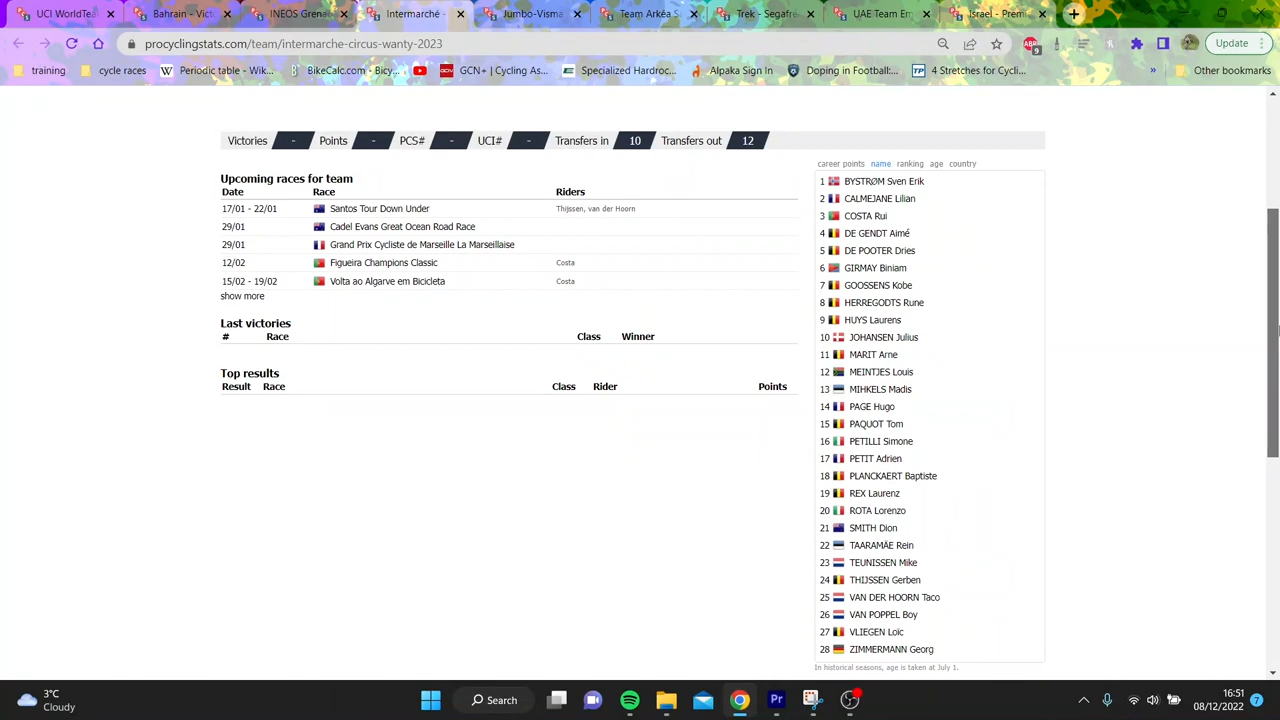 UCI WorldTea
Bahrain - Victo
INEOS Grena
Intermarché -
Jumbo-Visma
Team Arkéa S
Trek - Segafre
UAE Team Em
Israel - Premi
procyclingstats.com/team/intermarche-circus-wanty-2023
ABP
9
Update
training
cycle races
Periodic table - Wik...
BikeCalc.com - Bicy...
GCN+ | Cycling As...
Specialized Hardroc...
Alpaka Sign In
Doping in Football:...
4 Stretches for Cycli...
»
Other bookmarks
Victories - Points - PCS# - UCI# - Transfers in 10 Transfers out 12
Upcoming races for team
Date Race Riders
17/01 - 22/01 Santos Tour Down Under Thijssen, van der Hoorn
29/01 Cadel Evans Great Ocean Road Race
29/01 Grand Prix Cycliste de Marseille La Marseillaise
12/02 Figueira Champions Classic Costa
15/02 - 19/02 Volta ao Algarve em Bicicleta Costa
show more
Last victories
# Race Class Winner
Top results
Result Race Class Rider Points
career points name ranking age country
1 BYSTRØM Sven Erik
2 CALMEJANE Lilian
3 COSTA Rui
4 DE GENDT Aimé
5 DE POOTER Dries
6 GIRMAY Biniam
7 GOOSSENS Kobe
8 HERREGODTS Rune
9 HUYS Laurens
10 JOHANSEN Julius
11 MARIT Arne
12 MEINTJES Louis
13 MIHKELS Madis
14 PAGE Hugo
15 PAQUOT Tom
16 PETILLI Simone
17 PETIT Adrien
18 PLANCKAERT Baptiste
19 REX Laurenz
20 ROTA Lorenzo
21 SMITH Dion
22 TAARAMÄE Rein
23 TEUNISSEN Mike
24 THIJSSEN Gerben
25 VAN DER HOORN Taco
26 VAN POPPEL Boy
27 VLIEGEN Loïc
28 ZIMMERMANN Georg
In historical seasons, age is taken at July 1.
3°C
Cloudy
Search
Pr
16:51
08/12/2022
7